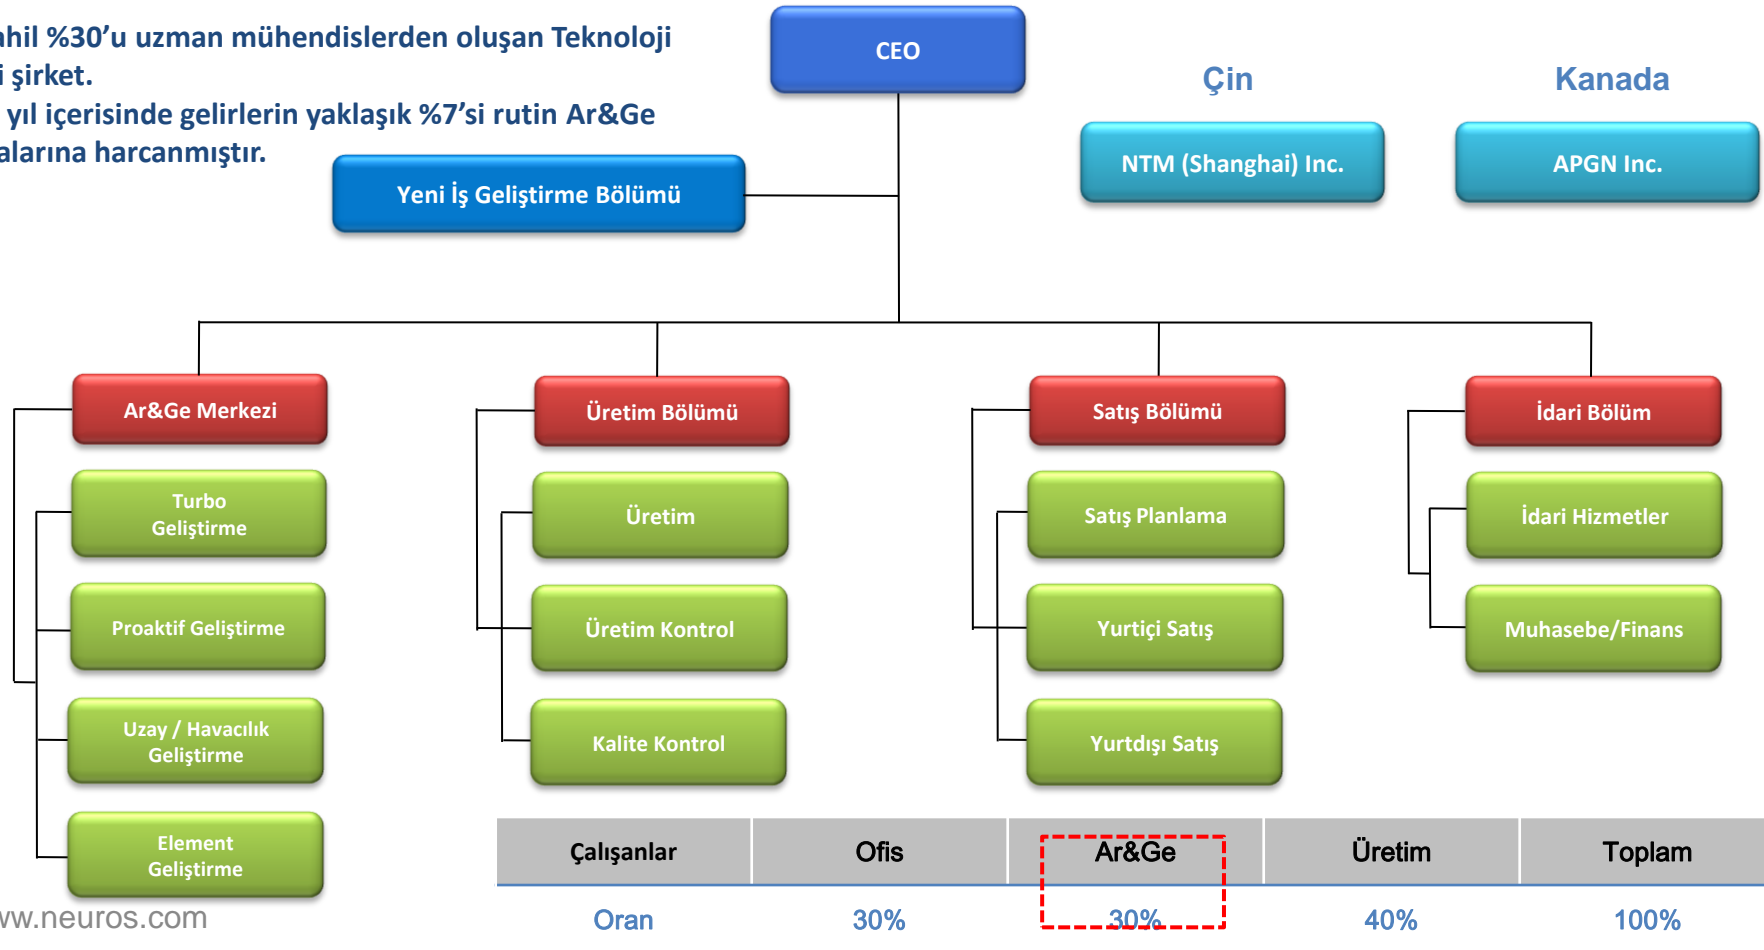 %30’u uzman mühendislerden oluşan Teknoloji
şirket.
yıl içerisinde gelirlerin yaklaşık %7’si rutin Ar&Ge
harcanmıştır.
CEO
Çin
Kanada
NTM (Shanghai) Inc.
APGN Inc.
Yeni İş Geliştirme Bölümü
Ar&Ge Merkezi
Üretim Bölümü
Satış Bölümü
İdari Bölüm
Turbo
Geliştirme
Üretim
Satış Planlama
İdari Hizmetler
Proaktif Geliştirme
Üretim Kontrol
Yurtiçi Satış
Muhasebe/Finans
Uzay / Havacılık
Geliştirme
Kalite Kontrol
Yurtdışı Satış
Element
Geliştirme
Çalışanlar Ofis Ar&Ge Üretim Toplam
Oran 30% 30% 40% 100%
ww.neuros.com